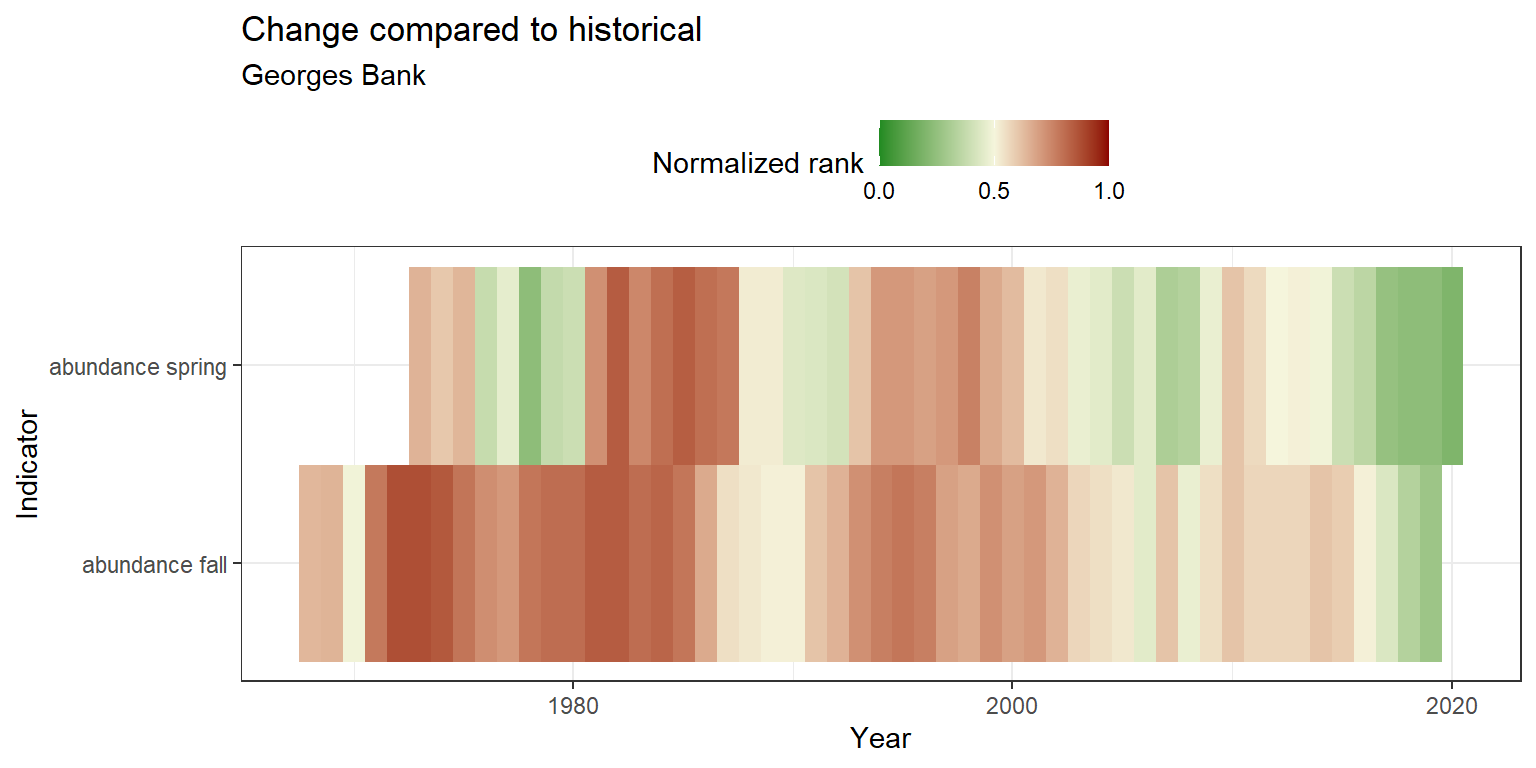 Change compared to historical
Georges Bank
Normalized rank
0.0 0.5 1.0
abundance spring
abundance fall
Indicator
1980 2000 2020
Year